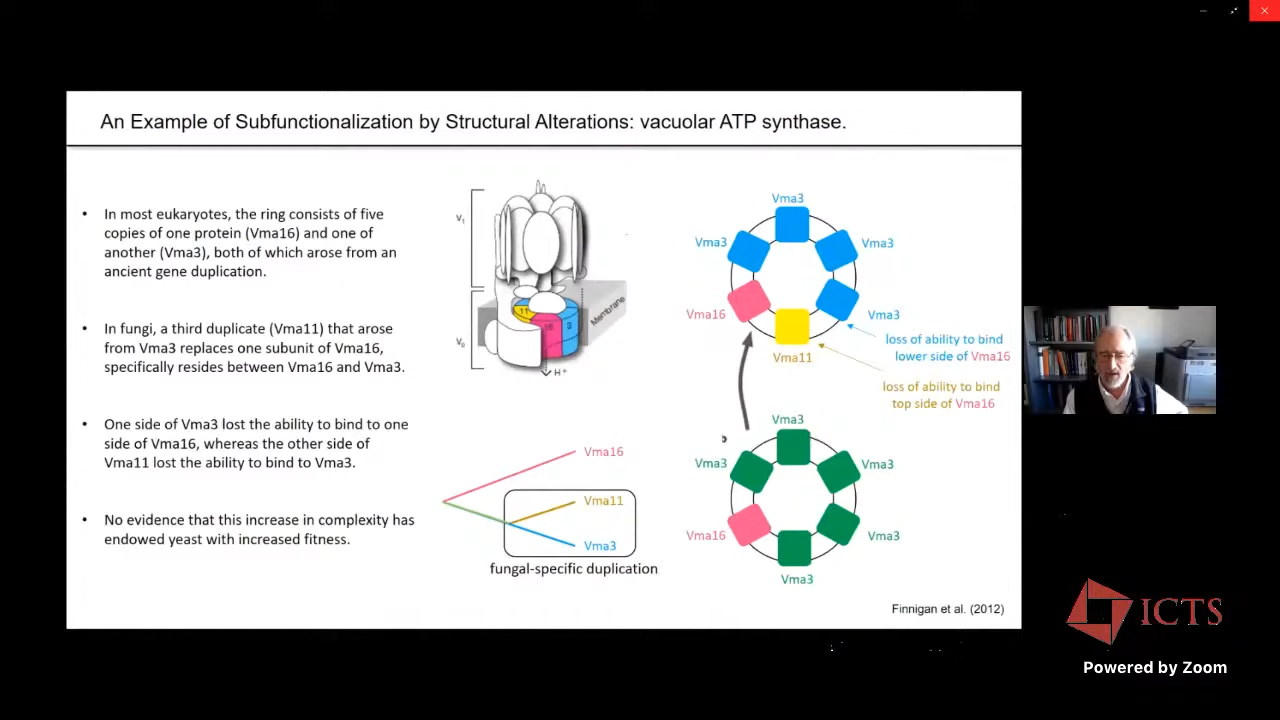 An Example of Subfunctionalization by Structural Alterations: vacuolar ATP synthase.
• In most eukaryotes, the ring consists of five
copies of one protein (Vma16) and one of
another (Vma3), both of which arose from an
ancient gene duplication.
• In fungi, a third duplicate (Vma11) that arose
from Vma3 replaces one subunit of Vma16,
specifically resides between Vma16 and Vma3.
• One side of Vma3 lost the ability to bind to one
side of Vma16, whereas the other side of
Vma11 lost the ability to bind to Vma3.
• No evidence that this increase in complexity has
endowed yeast with increased fitness.
V₁
V₀
11
16
3
Membrane
H⁺
Vma16
Vma11
Vma3
fungal-specific duplication
Vma3
Vma3
Vma3
Vma16
Vma3
Vma11
loss of ability to bind
lower side of Vma16
loss of ability to bind
top side of Vma16
Vma3
Vma3
Vma3
Vma16
Vma3
Vma3
Finnigan et al. (2012)
ICTS
Powered by Zoom